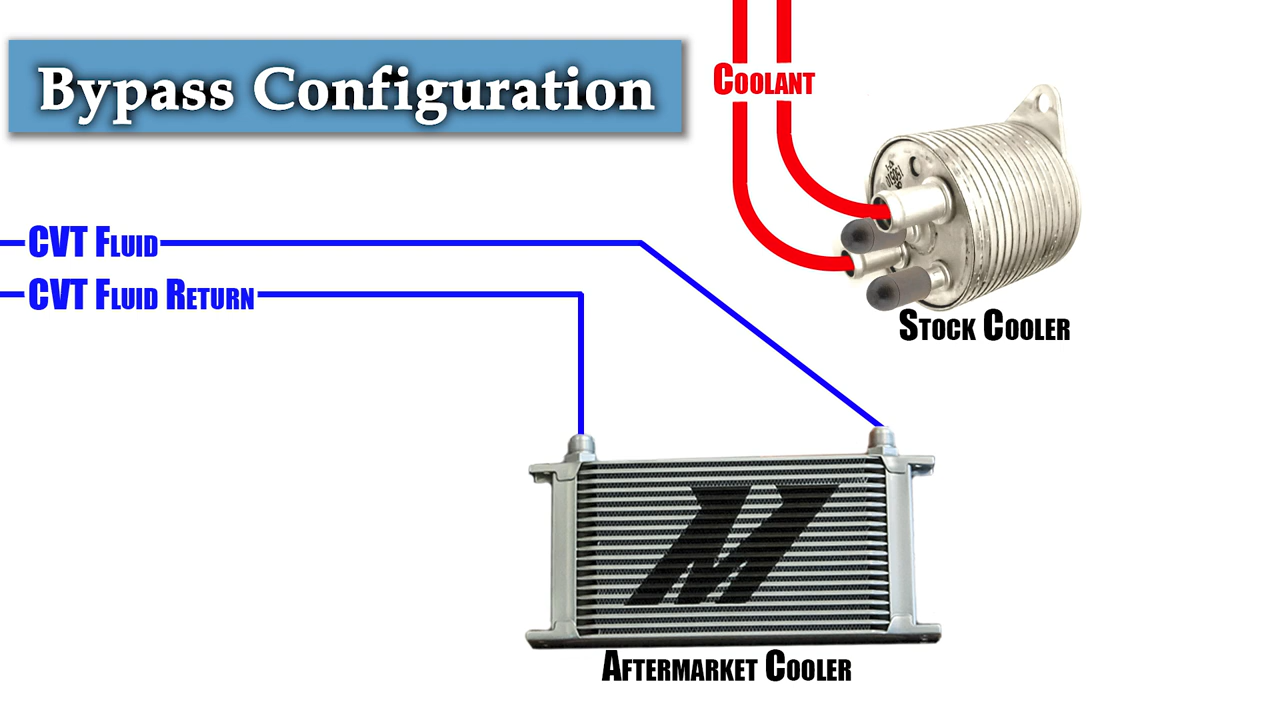 Bypass Configuration
COOLANT
CVT FLUID
CVT FLUID RETURN
STOCK COOLER
AFTERMARKET COOLER